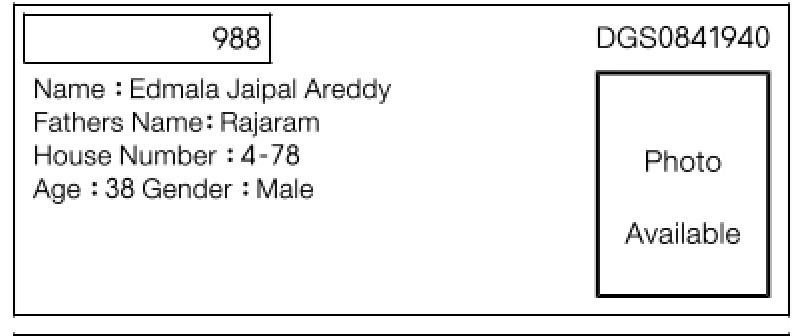 988
DGS0841940
Name : Edmala Jaipal Areddy
Fathers Name: Rajaram
House Number : 4-78
Age : 38 Gender : Male
Photo
Available